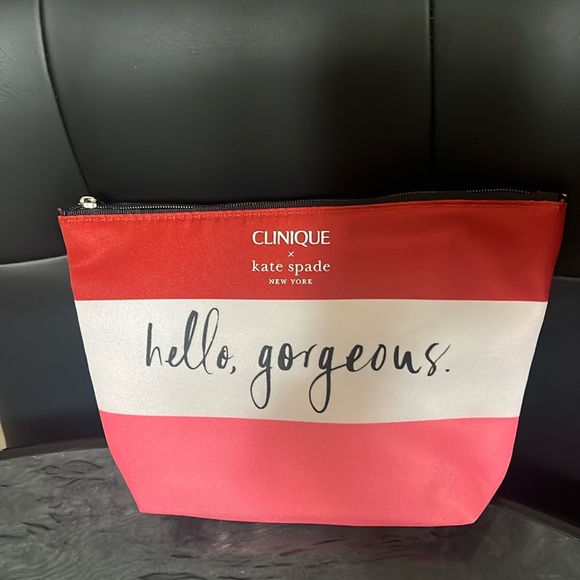 CLINIQUE
×
kate spade
NEW YORK
hello, gorgeous.